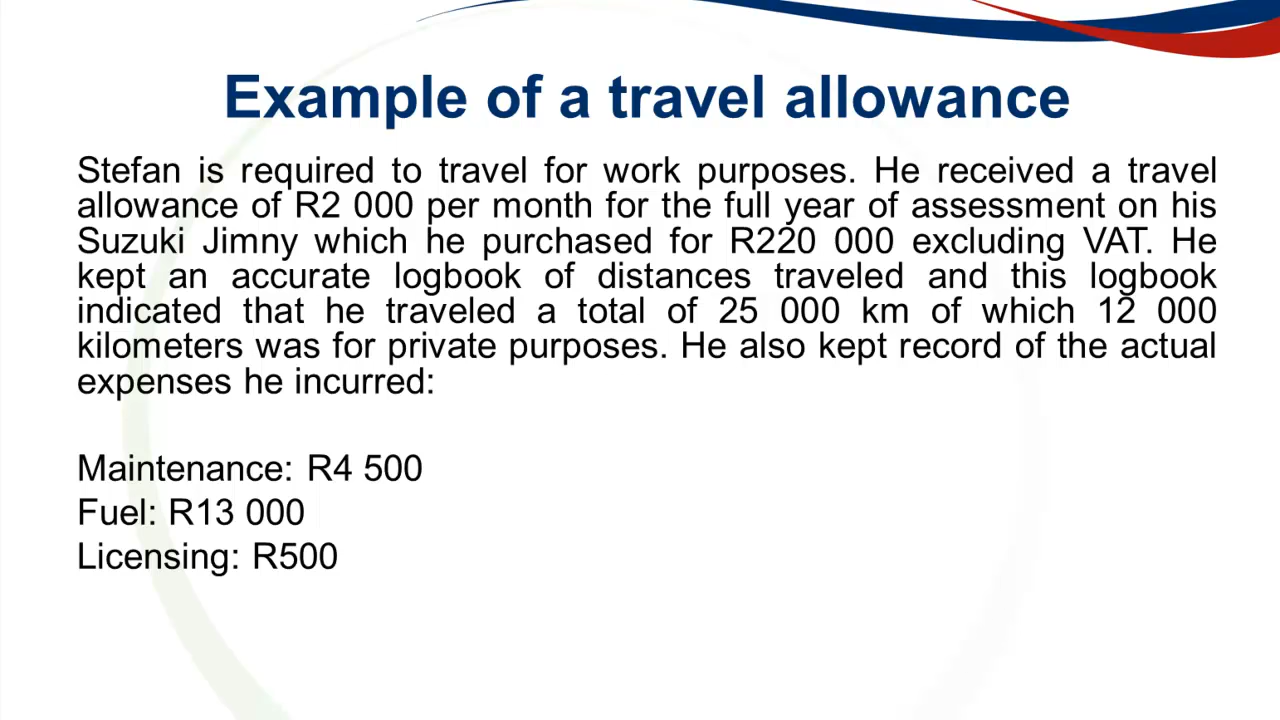 Example of a travel allowance
Stefan is required to travel for work purposes. He received a travel
allowance of R2 000 per month for the full year of assessment on his
Suzuki Jimny which he purchased for R220 000 excluding VAT. He
kept an accurate logbook of distances traveled and this logbook
indicated that he traveled a total of 25 000 km of which 12 000
kilometers was for private purposes. He also kept record of the actual
expenses he incurred:
Maintenance: R4 500
Fuel: R13 000
Licensing: R500